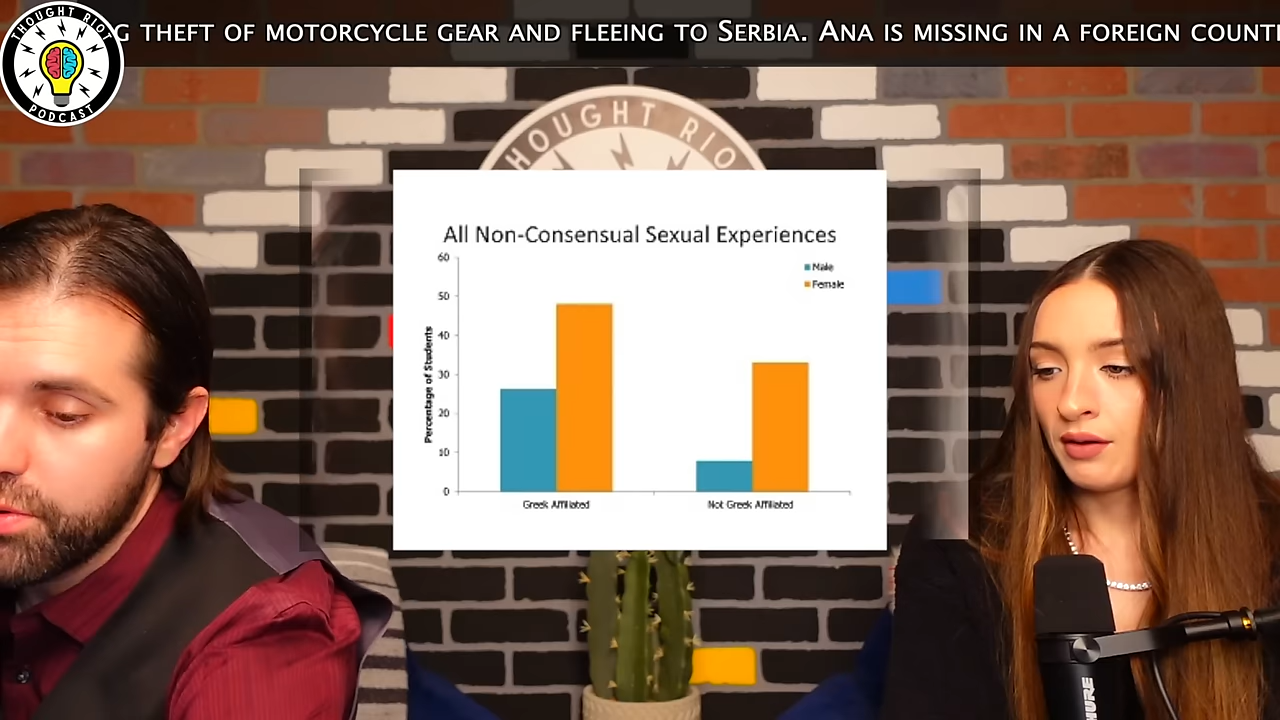 G THEFT OF MOTORCYCLE GEAR AND FLEEING TO SERBIA. ANA IS MISSING IN A FOREIGN COUNT
THOUGHT RIOT
PODCAST
THOUGHT RIO
All Non-Consensual Sexual Experiences
Male
Female
Percentage of Students
60
50
40
30
20
10
0
Greek Affiliated
Not Greek Affiliated
SHURE